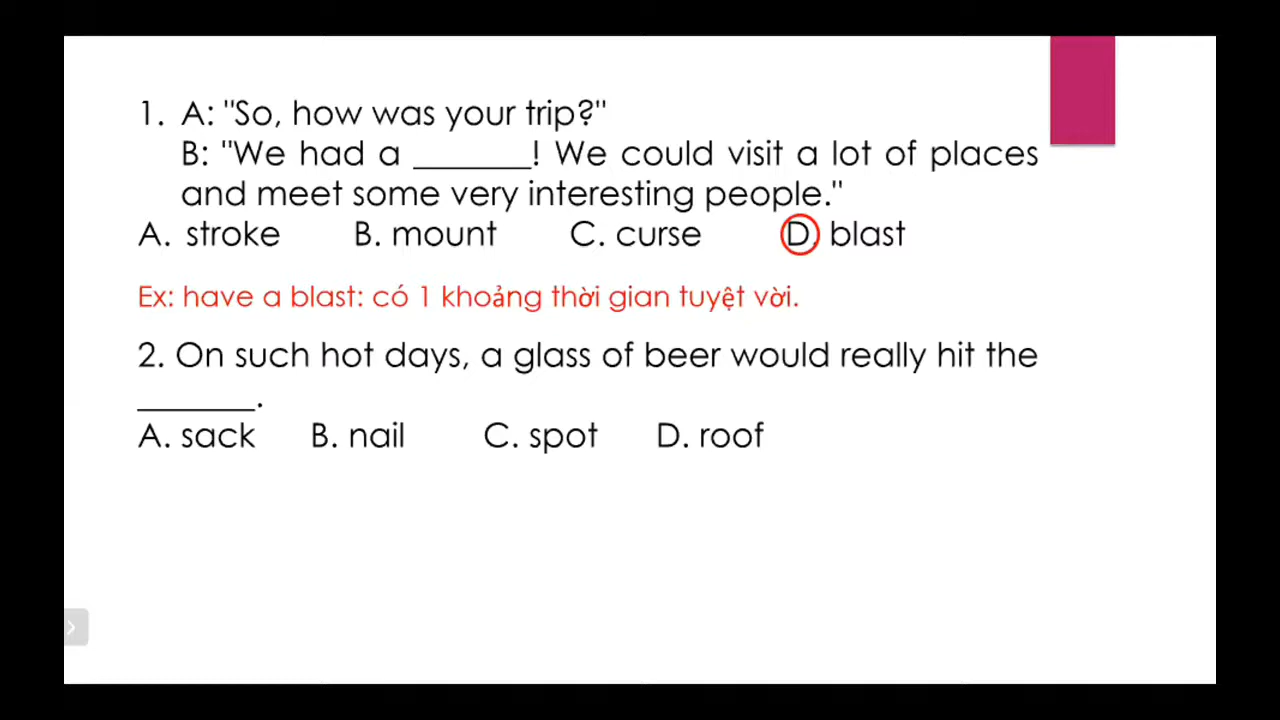 1. A: "So, how was your trip?"
B: "We had a _______! We could visit a lot of places
and meet some very interesting people."
A. stroke B. mount C. curse D. blast
Ex: have a blast: có 1 khoảng thời gian tuyệt vời.
2. On such hot days, a glass of beer would really hit the
_______.
A. sack B. nail C. spot D. roof